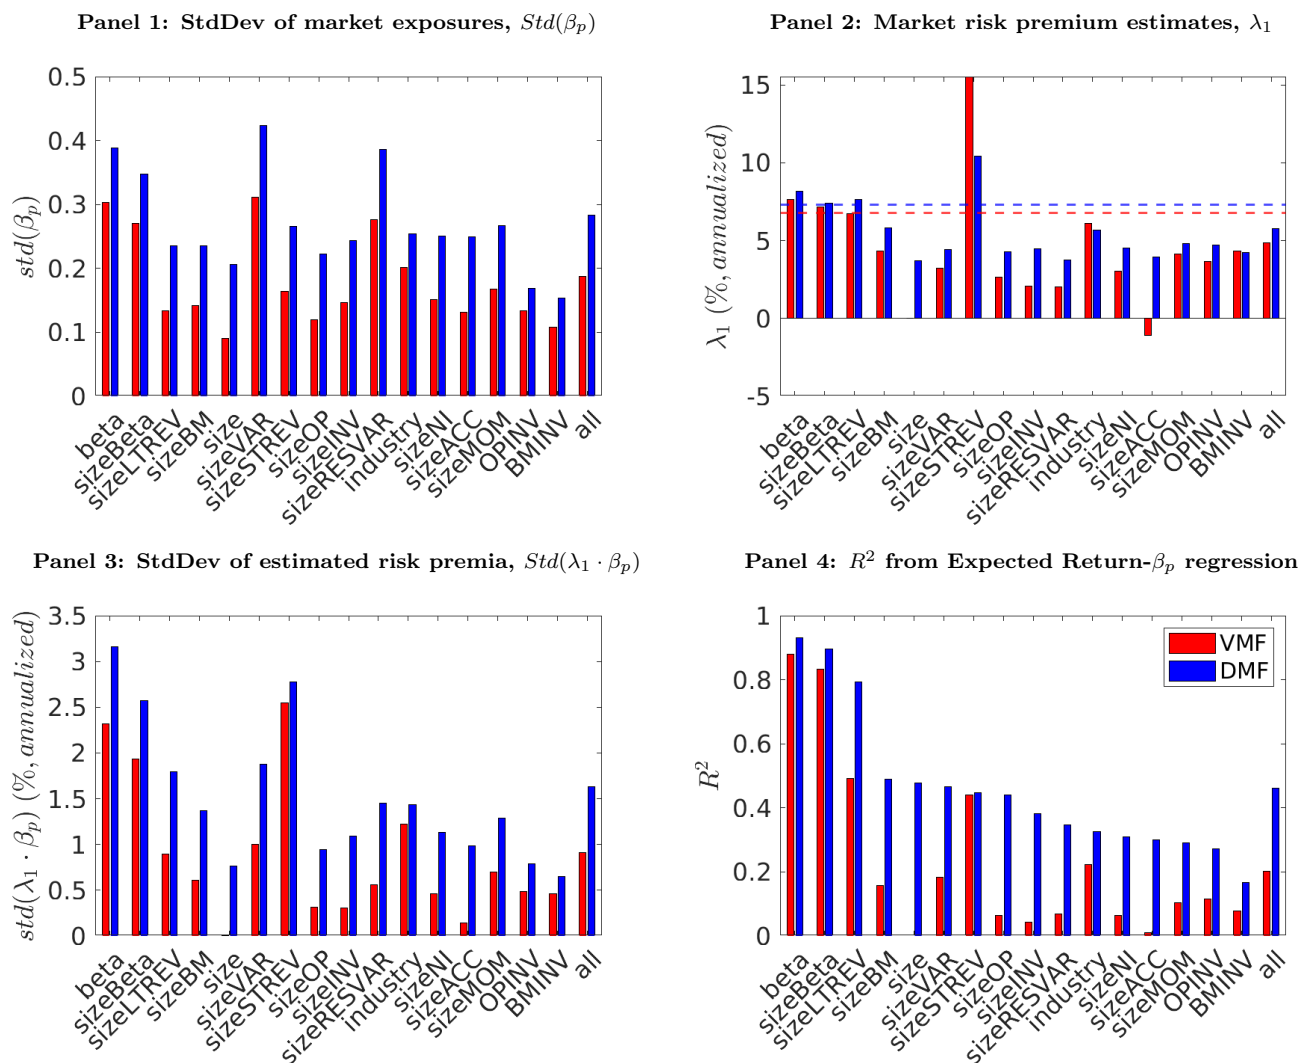 Panel 1: StdDev of market exposures, Std(βₚ)
0.5
0.4
0.3
0.2
0.1
0
std(βₚ)
beta
sizeBeta
sizeLTREV
sizeBM
size
sizeVAR
sizeSTREV
sizeOP
sizeINV
sizeRESVAR
industry
sizeNI
sizeACC
sizeMOM
OPINV
BMINV
all
Panel 2: Market risk premium estimates, λ₁
15
10
5
0
-5
λ₁ (%, annualized)
beta
sizeBeta
sizeLTREV
sizeBM
size
sizeVAR
sizeSTREV
sizeOP
sizeINV
sizeRESVAR
industry
sizeNI
sizeACC
sizeMOM
OPINV
BMINV
all
Panel 3: StdDev of estimated risk premia, Std(λ₁ · βₚ)
3.5
3
2.5
2
1.5
1
0.5
0
std(λ₁ · βₚ) (%, annualized)
beta
sizeBeta
sizeLTREV
sizeBM
size
sizeVAR
sizeSTREV
sizeOP
sizeINV
sizeRESVAR
industry
sizeNI
sizeACC
sizeMOM
OPINV
BMINV
all
Panel 4: R² from Expected Return-βₚ regression
1
0.8
0.6
0.4
0.2
0
R²
VMF
DMF
beta
sizeBeta
sizeLTREV
sizeBM
size
sizeVAR
sizeSTREV
sizeOP
sizeINV
sizeRESVAR
industry
sizeNI
sizeACC
sizeMOM
OPINV
BMINV
all